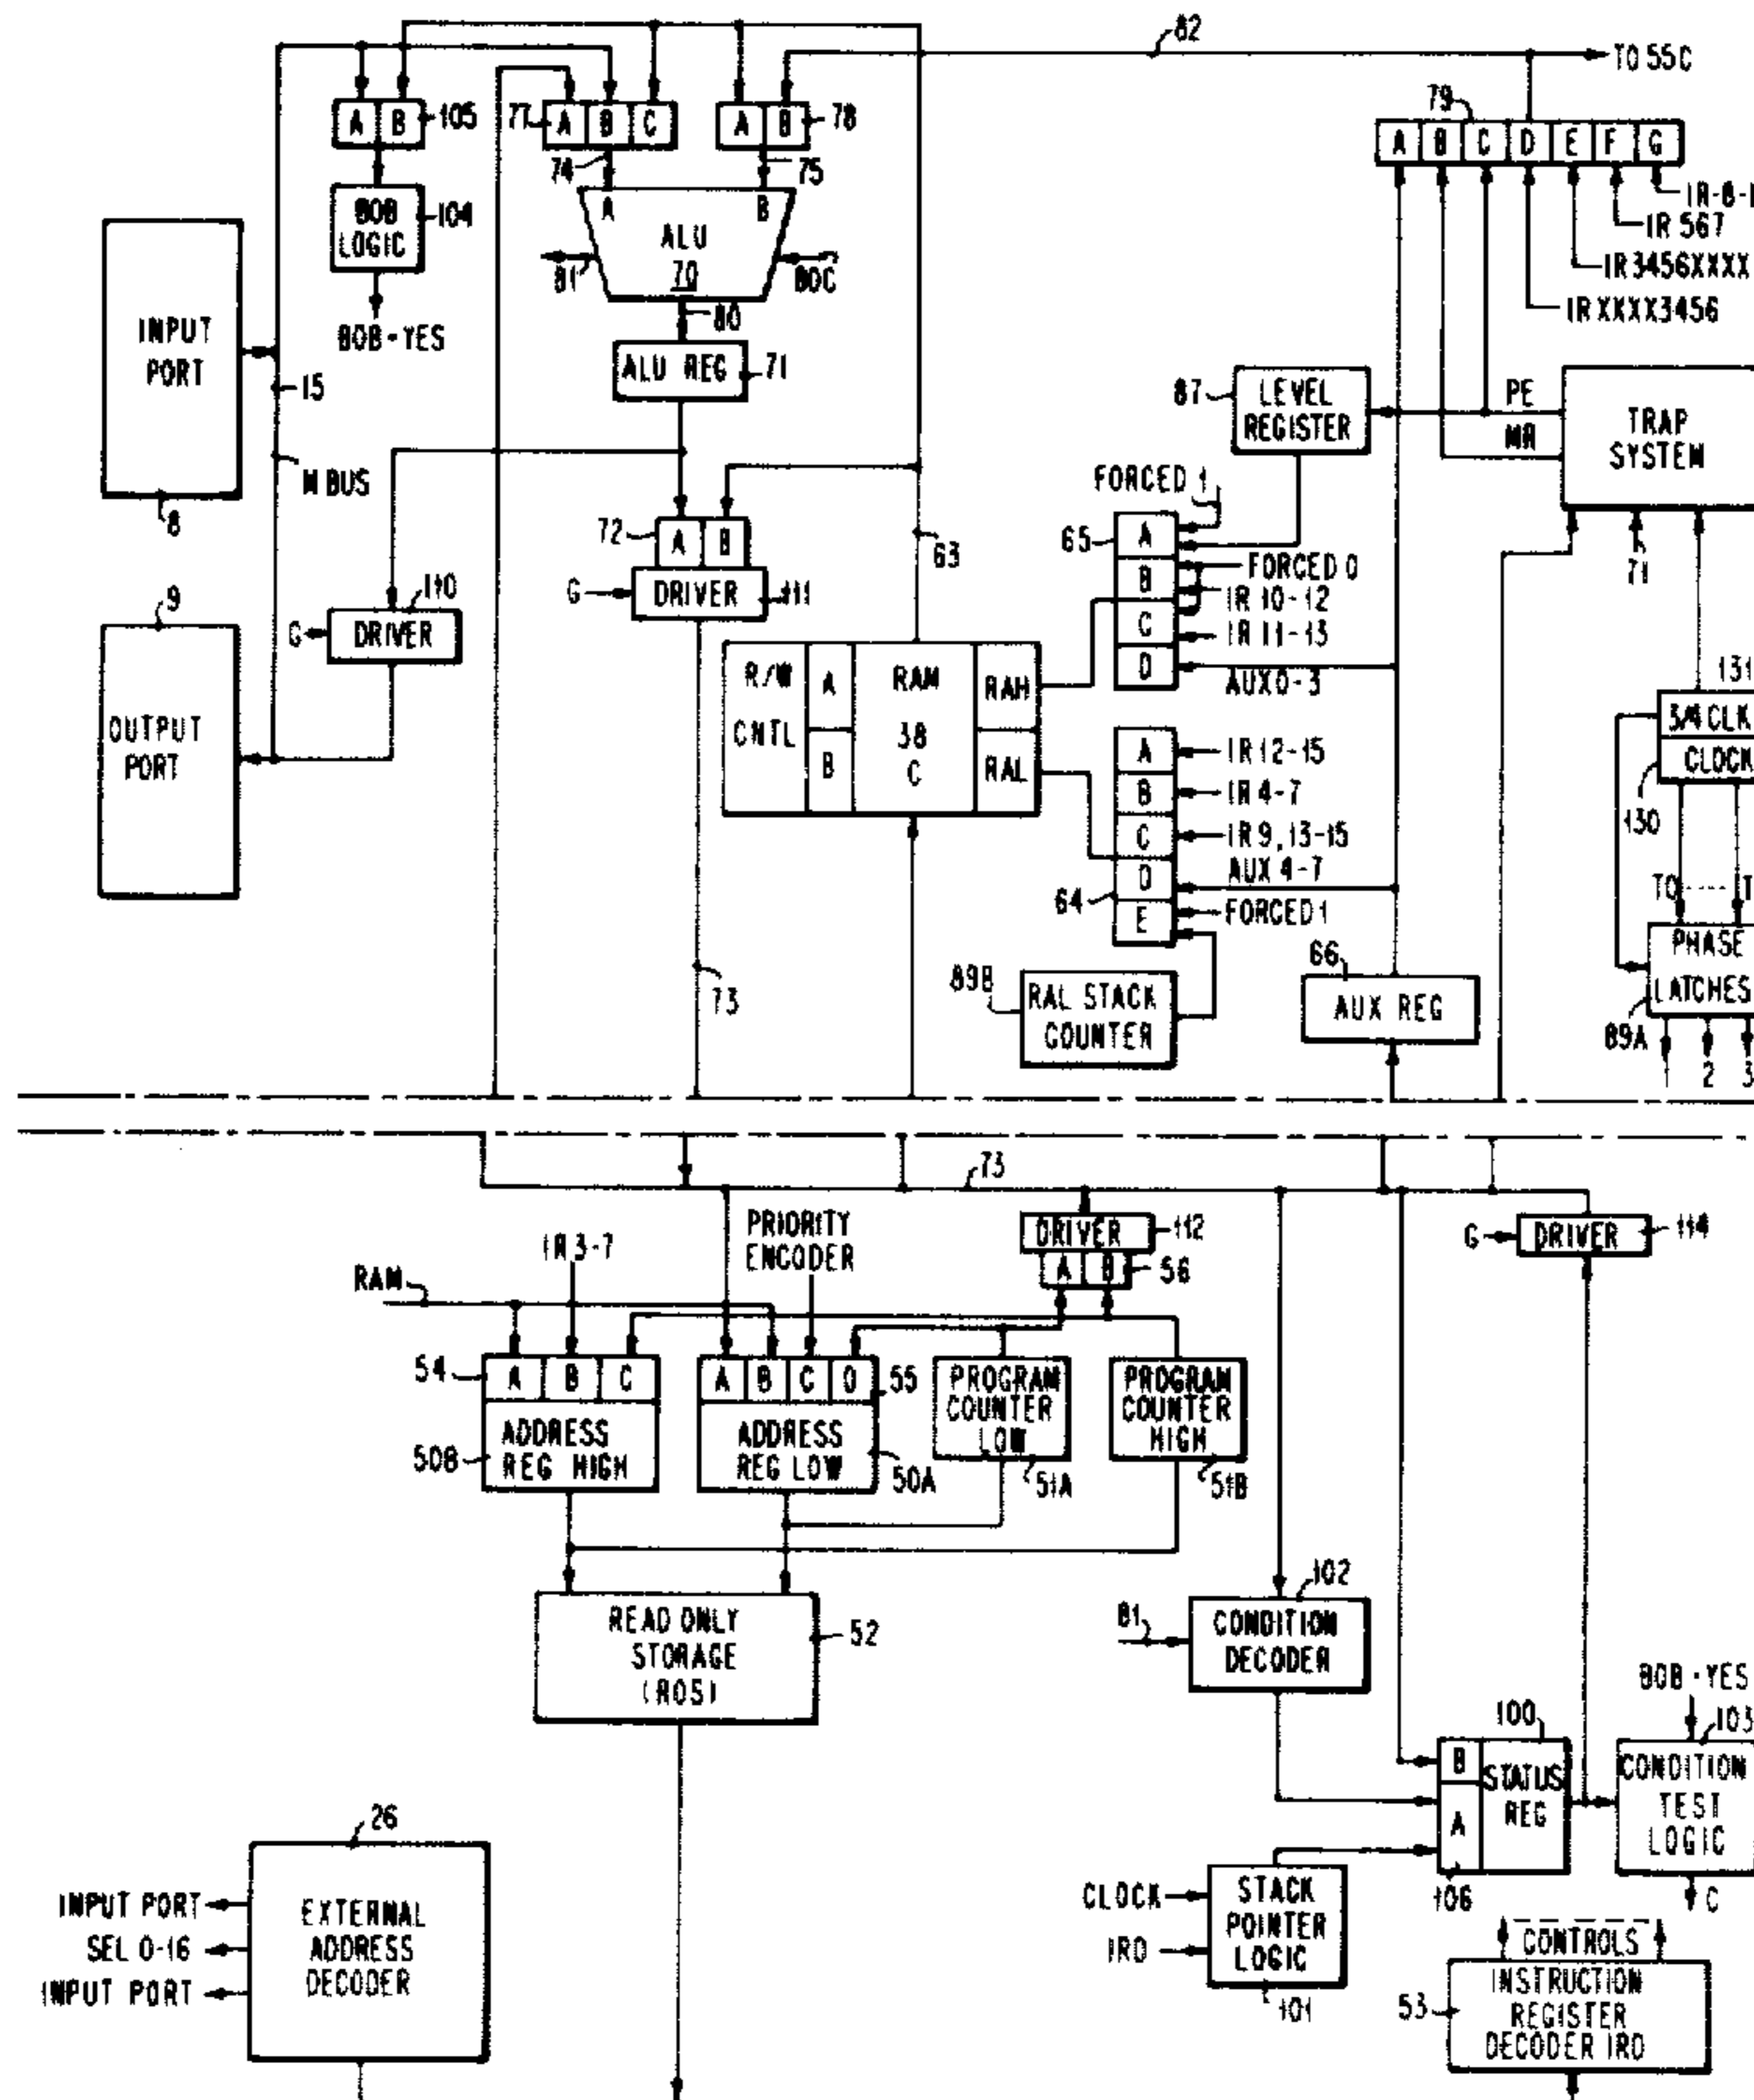 82
TO 55C
79
A B 105
77 A B C
A B 78
A B C D E F G
74
75
BOB LOGIC
104
A B
ALU
70
81
80C
80
IR-8-
IR 567
IR3456XXXX
IR XXXX3456
INPUT PORT
BOB-YES
ALU REG
71
15
87
LEVEL REGISTER
PE
MR
TRAP SYSTEM
M BUS
8
FORCED 1
72
A B
63
65
A
B
C
D
FORCED 0
IR 10-12
IR 11-13
AUX 0-3
71
G
DRIVER
111
9
110
G
DRIVER
OUTPUT PORT
R/W CNTL
A
B
RAM
38
C
RAH
RAL
131
3/4 CLK
CLOCK
130
A
B
C
D
E
IR 12-15
IR 4-7
IR 9, 13-15
AUX 4-7
64
FORCED 1
T0 ---- T
PHASE LATCHES
89A
2 3
73
89B
RAL STACK COUNTER
66
AUX REG
73
PRIORITY ENCODER
IR 3-7
RAM
DRIVER
112
A B 56
G
DRIVER
114
54
A B C
A B C D
55
ADDRESS REG HIGH
50B
ADDRESS REG LOW
50A
PROGRAM COUNTER LOW
51A
PROGRAM COUNTER HIGH
51B
READ ONLY STORAGE (ROS)
52
81
102
CONDITION DECODER
BOB-YES
100
103
B
A
STATUS REG
CONDITION TEST LOGIC
106
C
26
INPUT PORT
SEL 0-16
INPUT PORT
EXTERNAL ADDRESS DECODER
CLOCK
IRD
STACK POINTER LOGIC
101
CONTROLS
53
INSTRUCTION REGISTER DECODER IRD